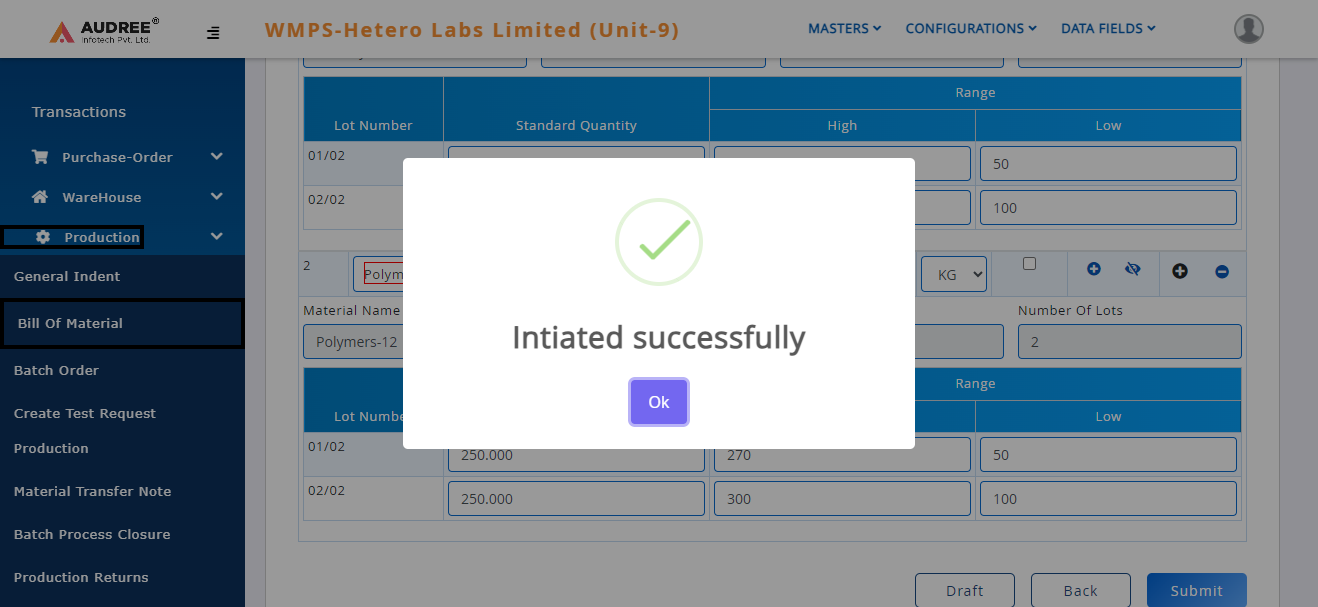 AUDREE®
Infotech Pvt. Ltd.
WMPS-Hetero Labs Limited (Unit-9)
MASTERS
CONFIGURATIONS
DATA FIELDS
Transactions
Purchase-Order
WareHouse
Production
General Indent
Bill Of Material
Batch Order
Create Test Request
Production
Material Transfer Note
Batch Process Closure
Production Returns
Lot Number
Standard Quantity
Range
High
Low
01/02
50
02/02
100
2
Polym
KG
Material Name
Number Of Lots
Polymers-12
2
Lot Numbe
Range
Low
01/02
250.000
270
50
02/02
250.000
300
100
Intiated successfully
Ok
Draft
Back
Submit